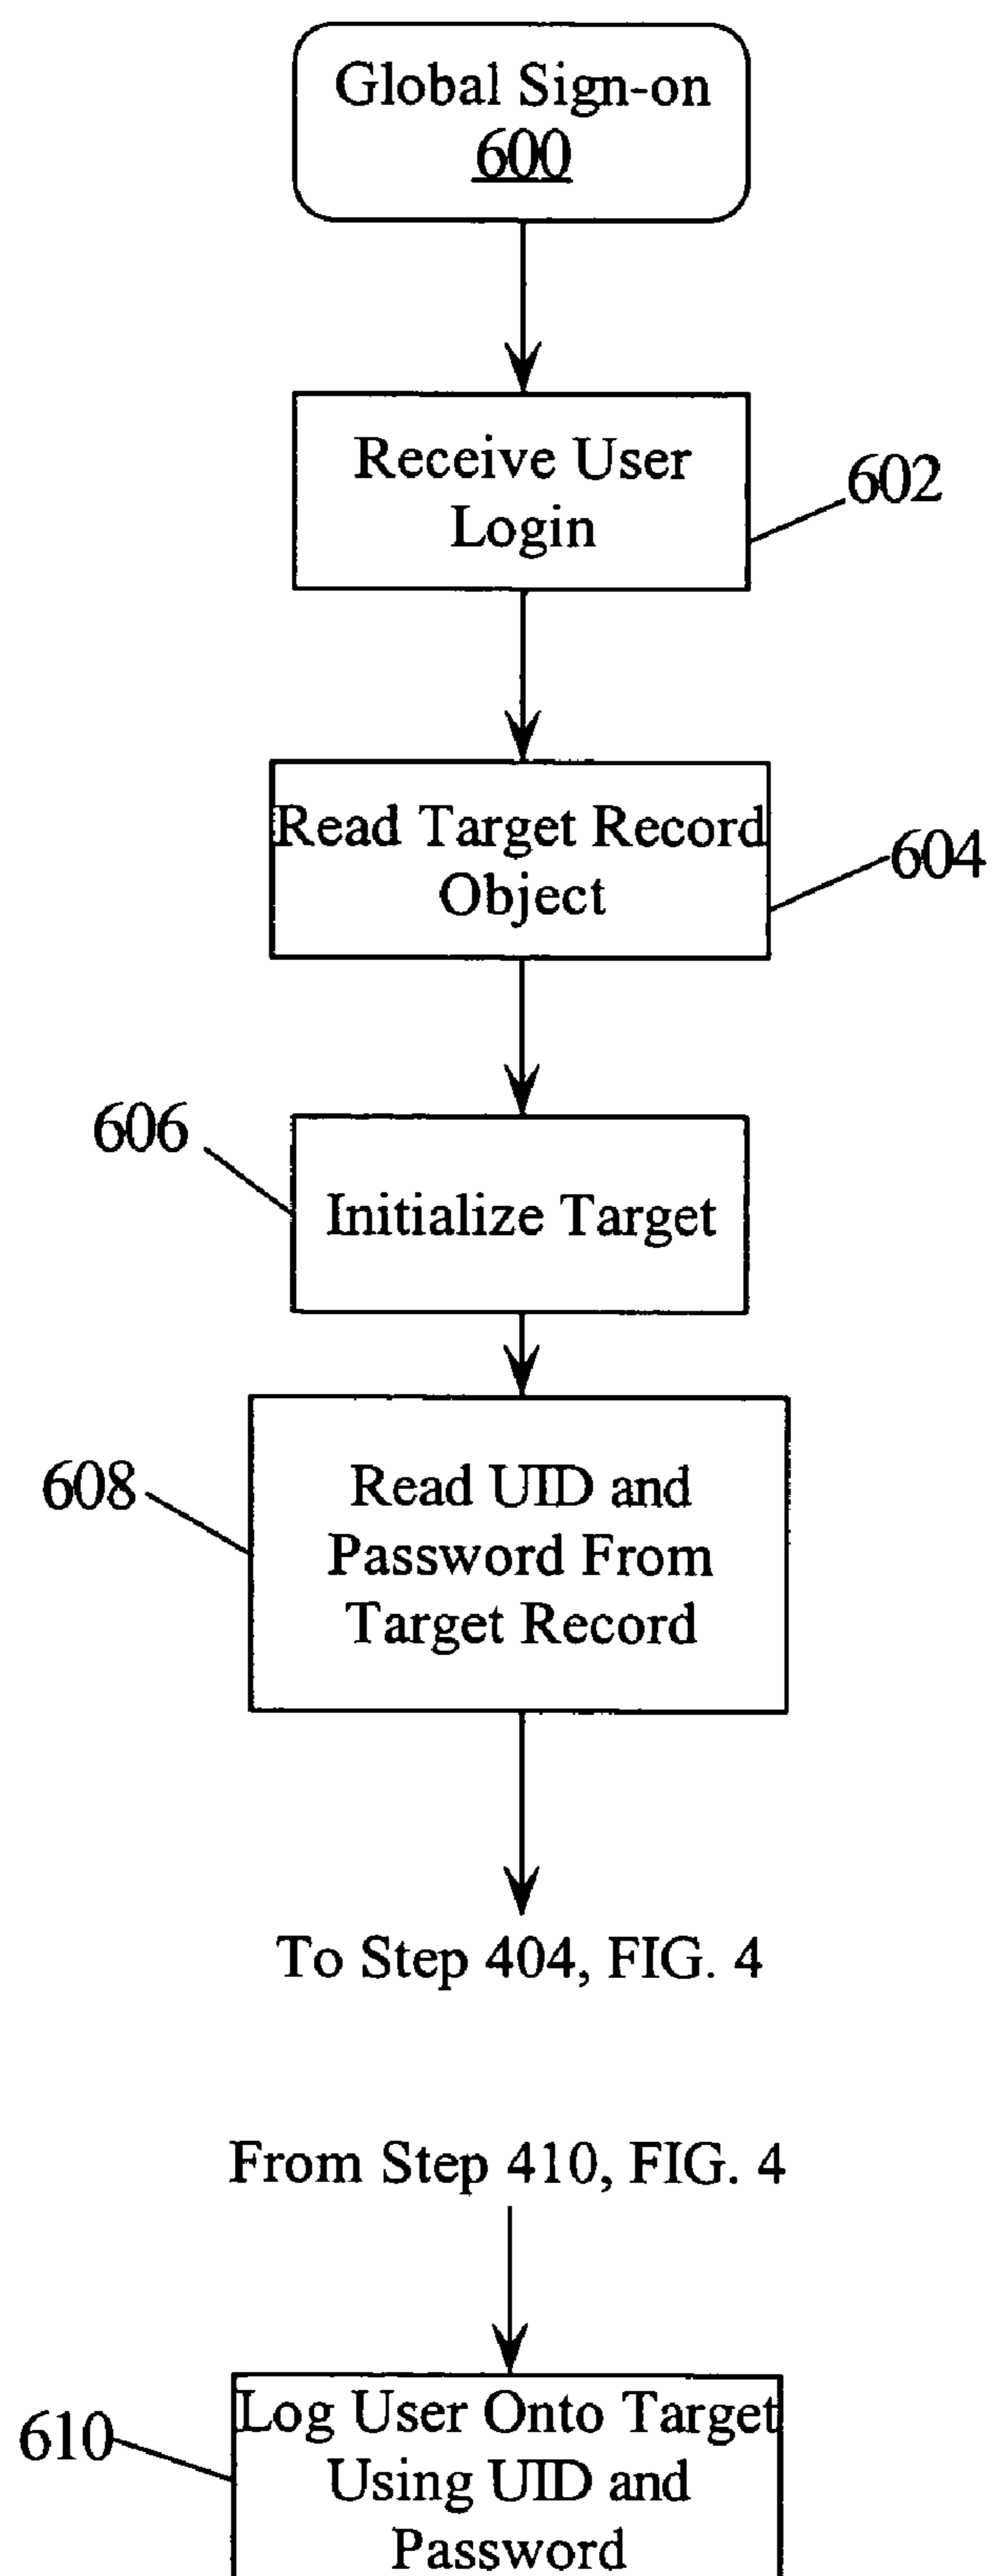 Global Sign-on
600
Receive User
Login
602
Read Target Record
Object
604
606
Initialize Target
608
Read UID and
Password From
Target Record
To Step 404, FIG. 4
From Step 410, FIG. 4
610
Log User Onto Target
Using UID and
Password